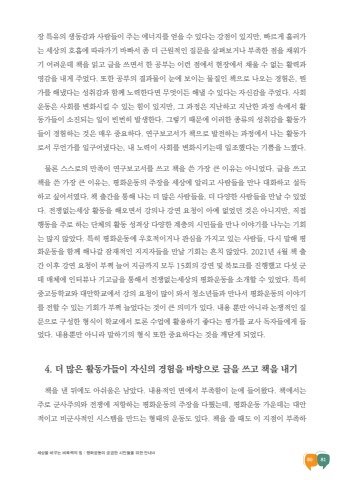 장 특유의 생동감과 사람들이 주는 에너지를 얻을 수 있다는 강점이 있지만, 빠르게 흘러가
는 세상의 흐름에 따라가기 바빠서 좀 더 근원적인 질문을 살펴보거나 부족한 점을 채워가
기 어려운데 책을 읽고 글을 쓰면서 한 공부는 이런 점에서 현장에서 채울 수 없는 활력과
영감을 내게 주었다. 또한 공부의 결과물이 눈에 보이는 물질인 책으로 나오는 경험은, 뭔
가를 해냈다는 성취감과 함께 노력한다면 무엇이든 해낼 수 있다는 자신감을 주었다. 사회
운동은 사회를 변화시킬 수 있는 힘이 있지만, 그 과정은 지난하고 지난한 과정 속에서 활
동가들이 소진되는 일이 빈번히 발생한다. 그렇기 때문에 이러한 종류의 성취감을 활동가
들이 경험하는 것은 매우 중요하다. 연구보고서가 책으로 발전하는 과정에서 나는 활동가
로서 무언가를 일구어냈다는, 내 노력이 사회를 변화시키는데 일조했다는 기쁨을 느꼈다.
물론 스스로의 만족이 연구보고서를 쓰고 책을 쓴 가장 큰 이유는 아니었다. 글을 쓰고
책을 쓴 가장 큰 이유는, 평화운동의 주장을 세상에 알리고 사람들을 만나 대화하고 설득
하고 싶어서였다. 책 출간을 통해 나는 더 많은 사람들을, 더 다양한 사람들을 만날 수 있었
다. 전쟁없는세상 활동을 해오면서 강의나 강연 요청이 아예 없었던 것은 아니지만, 직접
행동을 주로 하는 단체의 활동 성격상 다양한 계층의 시민들을 만나 이야기를 나누는 기회
는 많지 않았다. 특히 평화운동에 우호적이거나 관심을 가지고 있는 사람들, 다시 말해 평
화운동을 함께 해나갈 잠재적인 지지자들을 만날 기회는 흔치 않았다. 2021년 4월 책 출
간 이후 강연 요청이 부쩍 늘어 지금까지 모두 15회의 강연 및 북토크를 진행했고 다섯 군
데 매체에 인터뷰나 기고글을 통해서 전쟁없는세상의 평화운동을 소개할 수 있었다. 특히
중고등학교와 대안학교에서 강의 요청이 많이 와서 청소년들과 만나서 평화운동의 이야기
를 전할 수 있는 기회가 부쩍 늘었다는 것이 큰 의미가 있다. 내용 뿐만 아니라 논쟁적인 질
문으로 구성한 형식이 학교에서 토론 수업에 활용하기 좋다는 평가를 교사 독자들에게 들
었다. 내용뿐만 아니라 말하기의 형식 또한 중요하다는 것을 깨닫게 되었다.
4. 더 많은 활동가들이 자신의 경험을 바탕으로 글을 쓰고 책을 내기
책을 낸 뒤에도 아쉬움은 남았다. 내용적인 면에서 부족함이 눈에 들어왔다. 책에서는
주로 군사주의와 전쟁에 저항하는 평화운동의 주장을 다뤘는데, 평화운동 가운데는 대안
적이고 비군사적인 시스템을 만드는 형태의 운동도 있다. 책을 쓸 때도 이 지점이 부족하